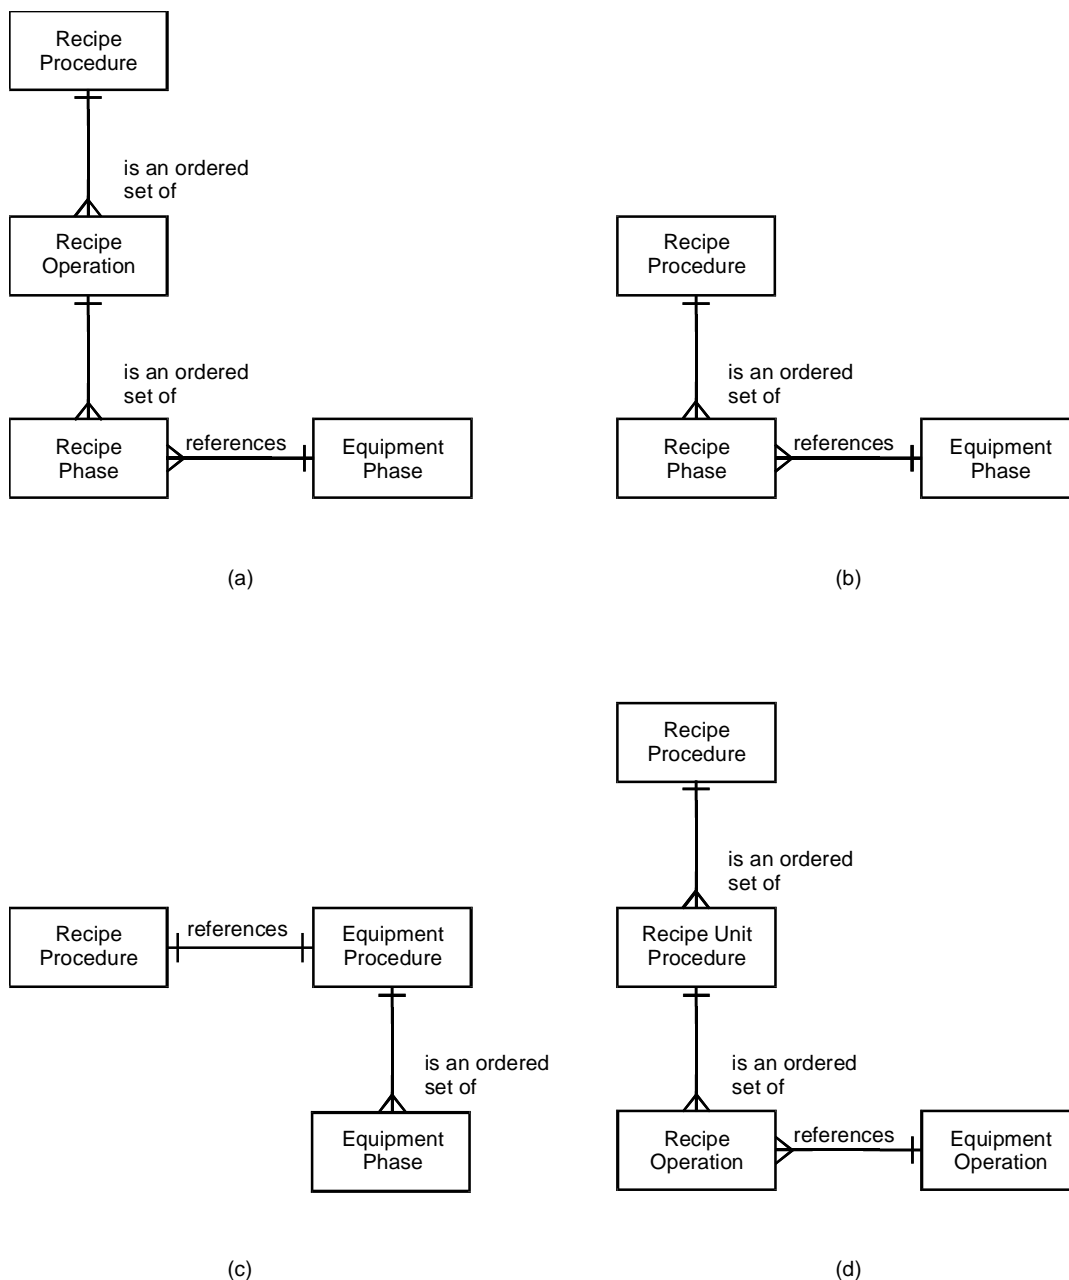 Recipe
Procedure
is an ordered
set of
Recipe
Operation
is an ordered
set of
Recipe
Phase
references
Equipment
Phase
(a)
Recipe
Procedure
is an ordered
set of
Recipe
Phase
references
Equipment
Phase
(b)
Recipe
Procedure
references
Equipment
Procedure
is an ordered
set of
Equipment
Phase
(c)
Recipe
Procedure
is an ordered
set of
Recipe Unit
Procedure
is an ordered
set of
Recipe
Operation
references
Equipment
Operation
(d)